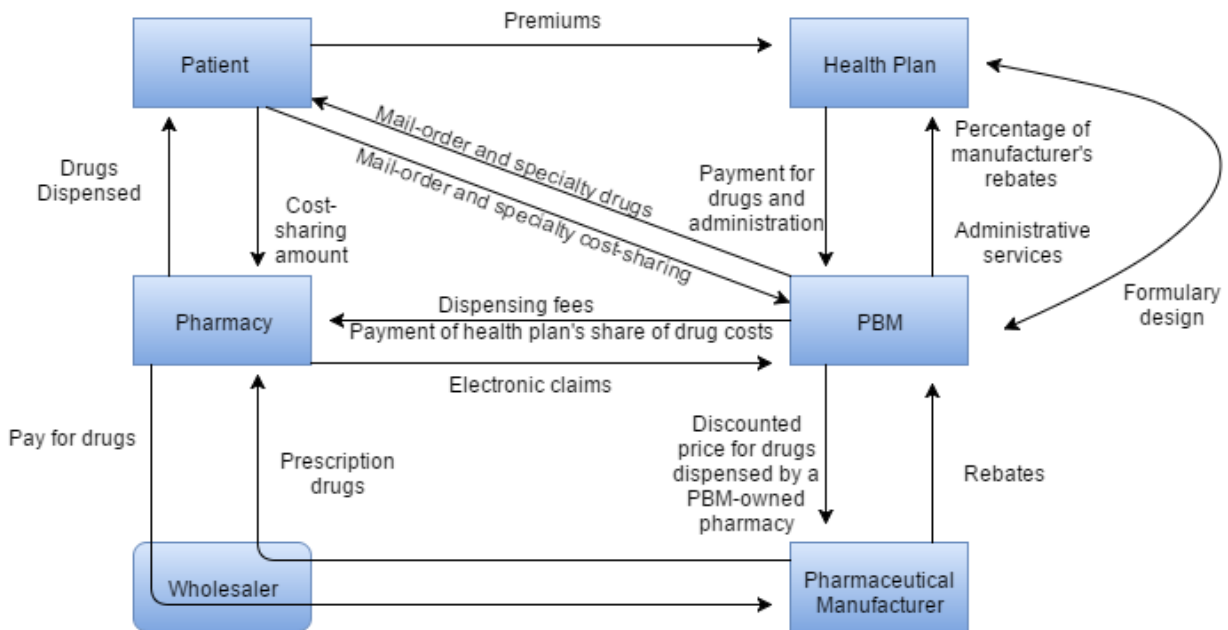 Premiums
Patient
Health Plan
Mail-order and specialty drugs
Mail-order and specialty cost-sharing
Drugs
Dispensed
Cost-
sharing
amount
Payment for
drugs and
administration
Percentage of
manufacturer's
rebates
Administrative
services
Formulary
design
Pharmacy
Dispensing fees
Payment of health plan's share of drug costs
PBM
Electronic claims
Pay for drugs
Prescription
drugs
Discounted
price for drugs
dispensed by a
PBM-owned
pharmacy
Rebates
Wholesaler
Pharmaceutical
Manufacturer